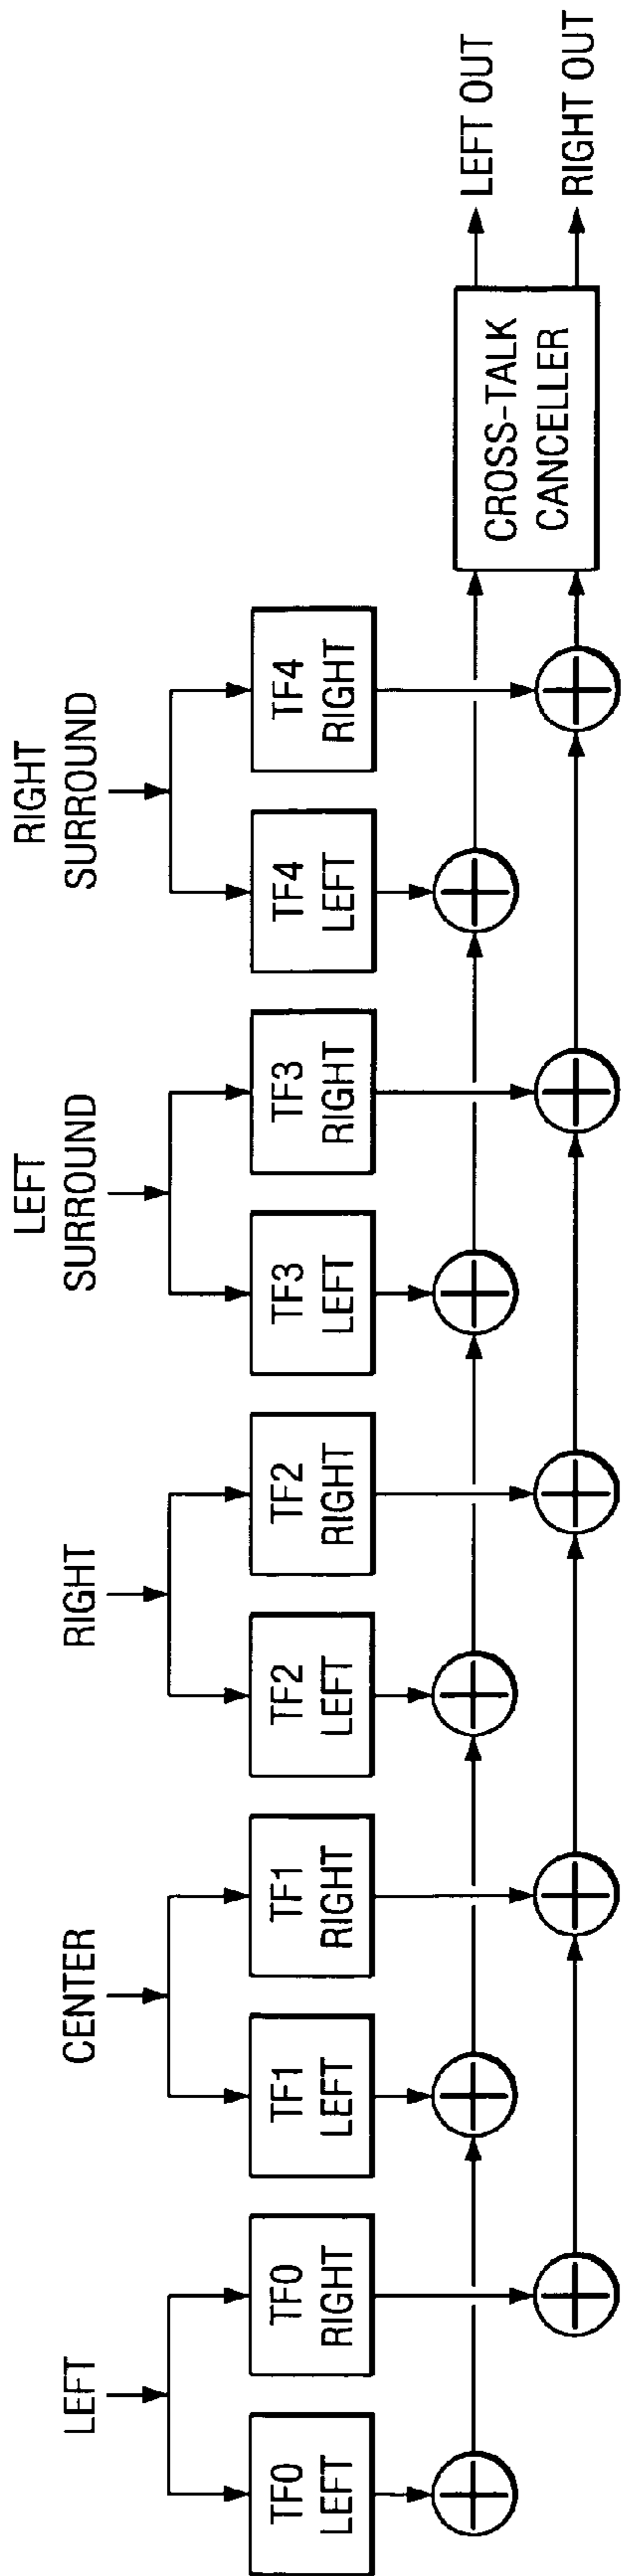 LEFT
CENTER
RIGHT
LEFT
SURROUND
RIGHT
SURROUND
TF0
LEFT
TF0
RIGHT
TF1
LEFT
TF1
RIGHT
TF2
LEFT
TF2
RIGHT
TF3
LEFT
TF3
RIGHT
TF4
LEFT
TF4
RIGHT
CROSS-TALK
CANCELLER
LEFT OUT
RIGHT OUT